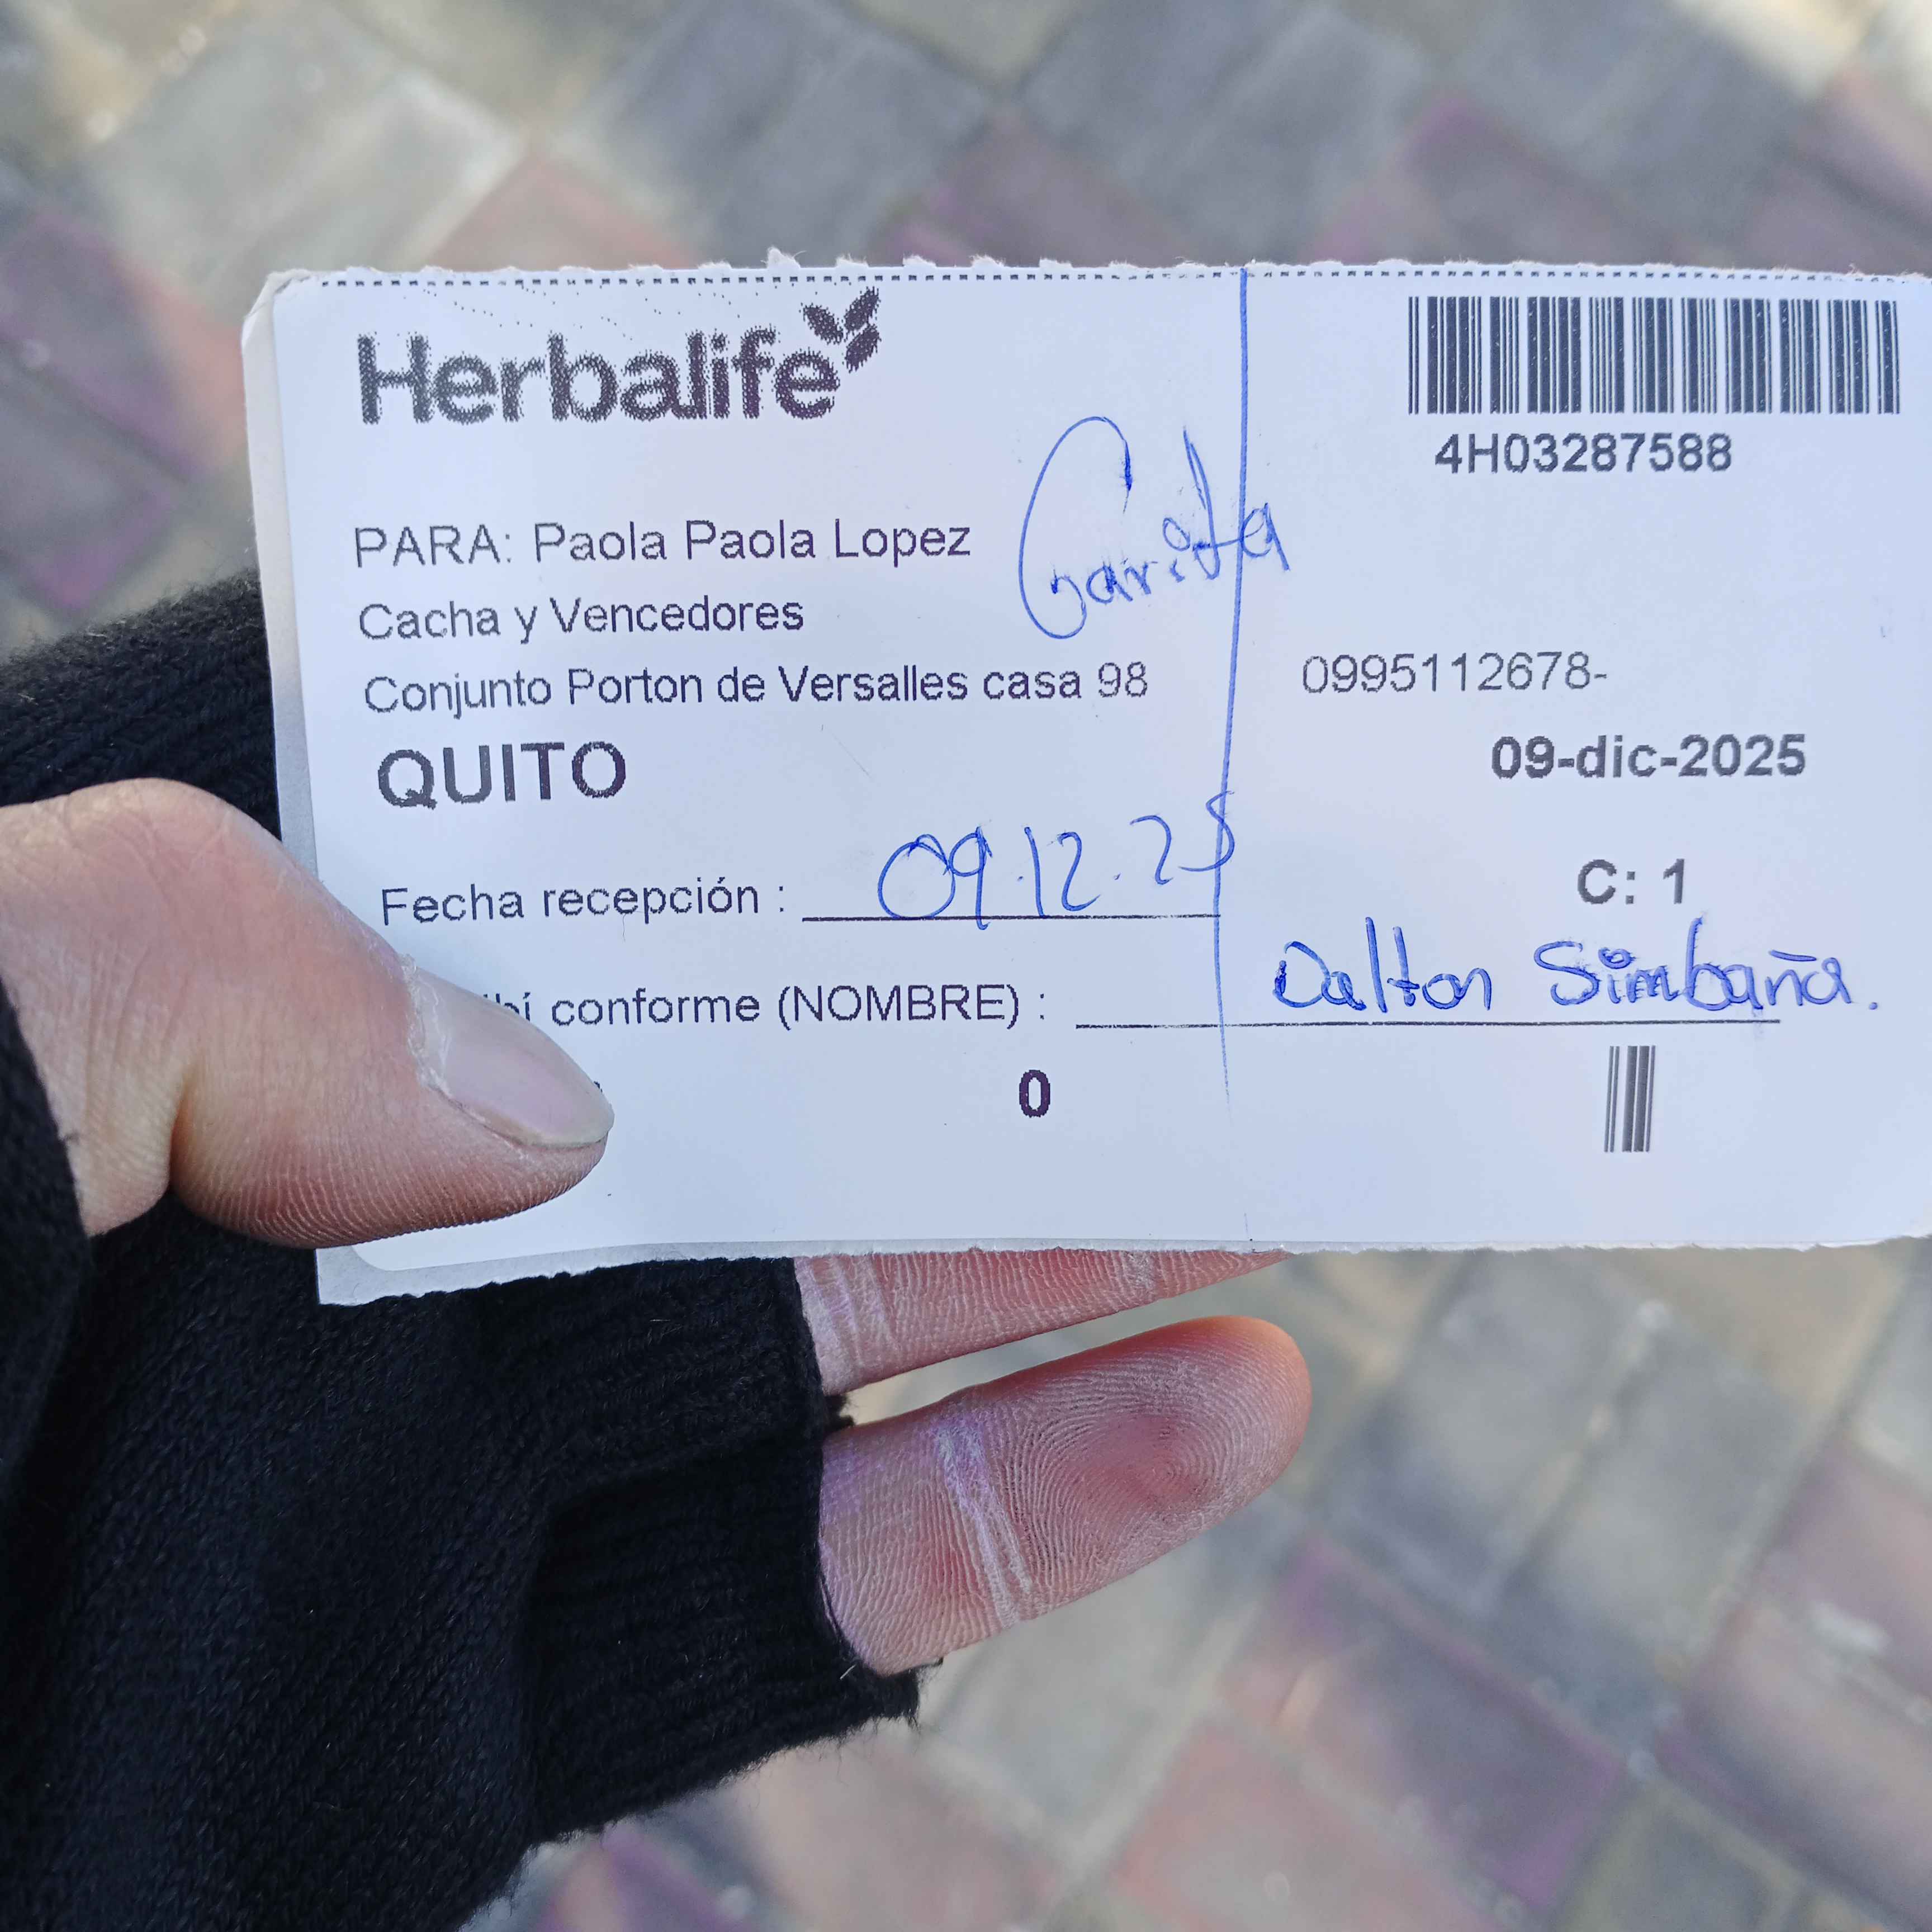 Herbalife
4H03287588
PARA: Paola Paola Lopez
Garita
Cacha y Vencedores
Conjunto Porton de Versalles casa 98
0995112678-
QUITO
09-dic-2025
Fecha recepción : 09.12.25
C: 1
conforme (NOMBRE) : Dalton Simbaña.
0